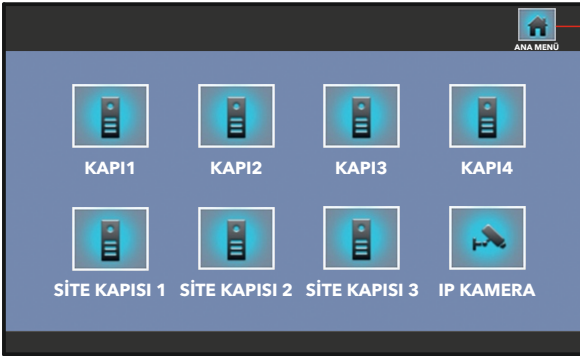 ANA MENÜ
KAPI1 KAPI2 KAPI3 KAPI4
SİTE KAPISI 1 SİTE KAPISI 2 SİTE KAPISI 3 IP KAMERA